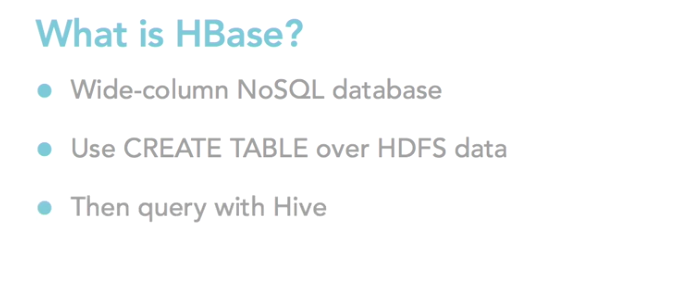 What is HBase?
Wide-column NoSQL database
Use CREATE TABLE over HDFS data
Then query with Hive